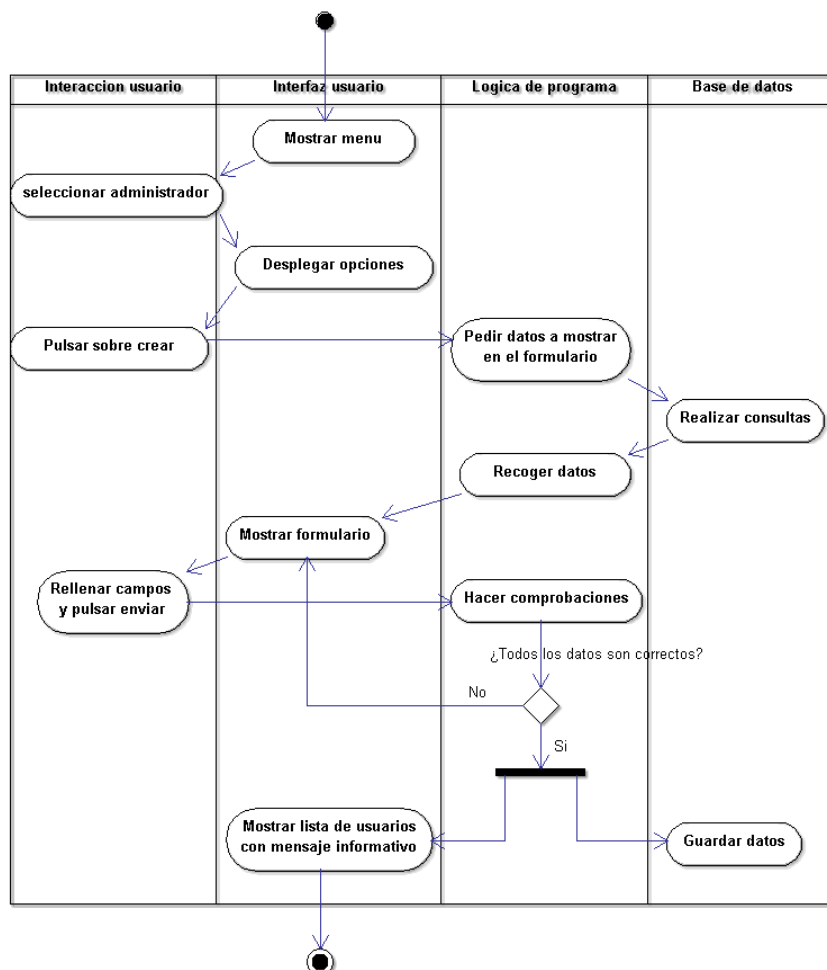 Interaccion usuario
Interfaz usuario
Logica de programa
Base de datos
Mostrar menu
seleccionar administrador
Desplegar opciones
Pulsar sobre crear
Pedir datos a mostrar
en el formulario
Realizar consultas
Recoger datos
Mostrar formulario
Rellenar campos
y pulsar enviar
Hacer comprobaciones
¿Todos los datos son correctos?
No
Si
Mostrar lista de usuarios
con mensaje informativo
Guardar datos